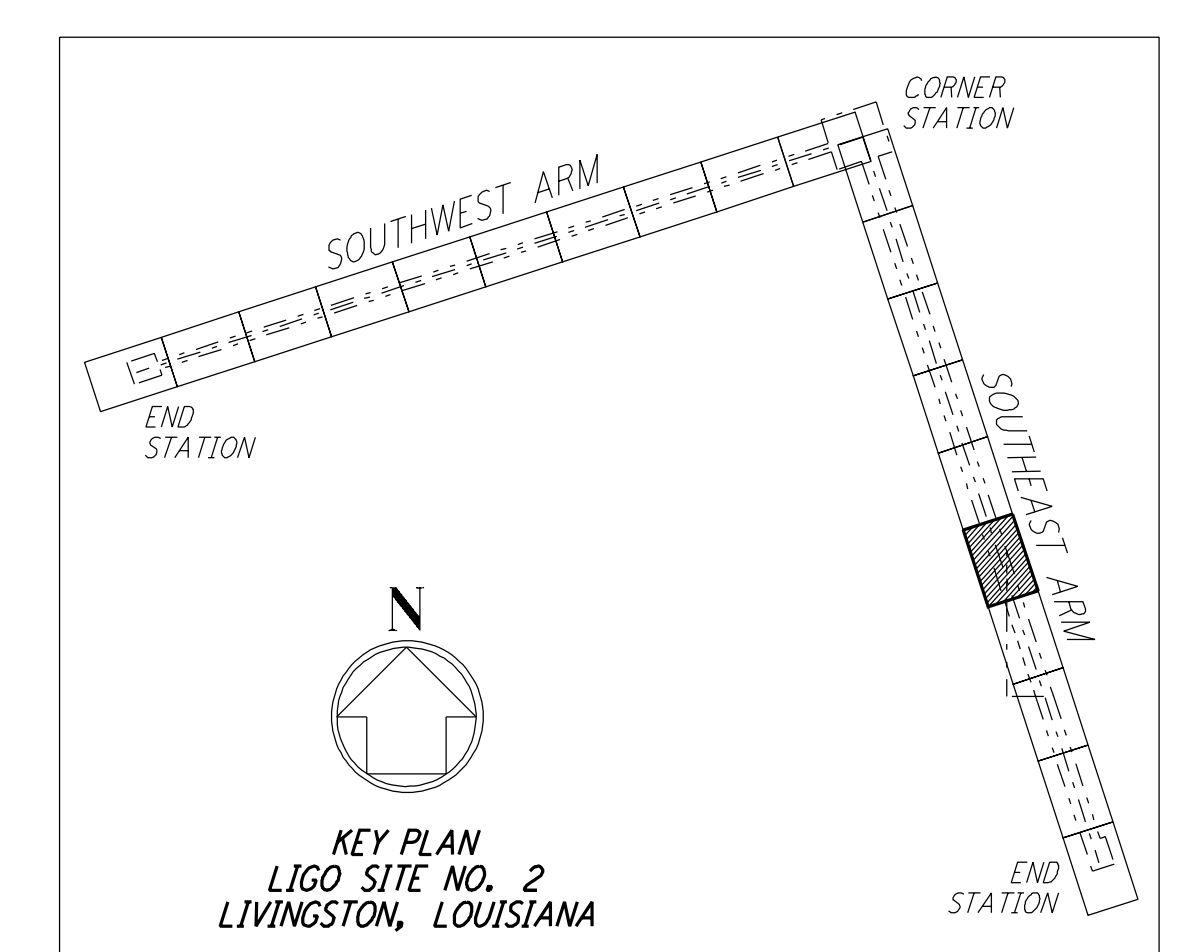 CORNER
STATION
SOUTHWEST ARM
END
STATION
SOUTHEAST ARM
N
KEY PLAN
LIGO SITE NO. 2
LIVINGSTON, LOUISIANA
END
STATION